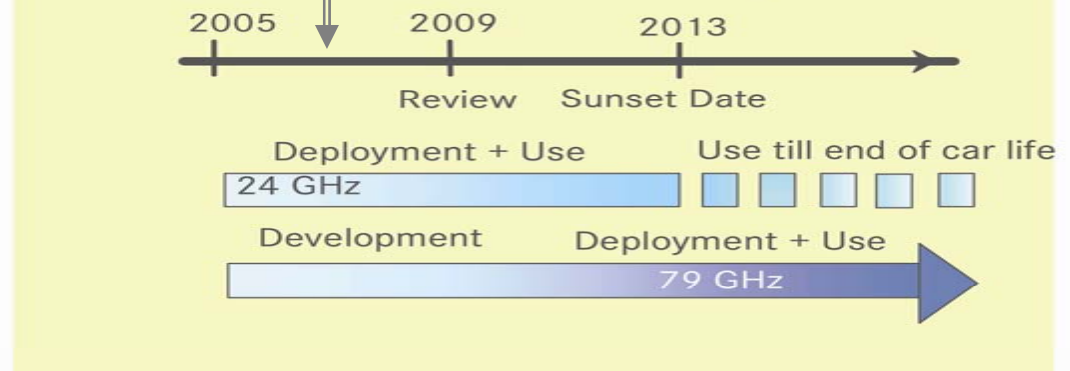 2005 2009 2013
Review Sunset Date
Deployment + Use Use till end of car life
24 GHz
Development Deployment + Use
79 GHz